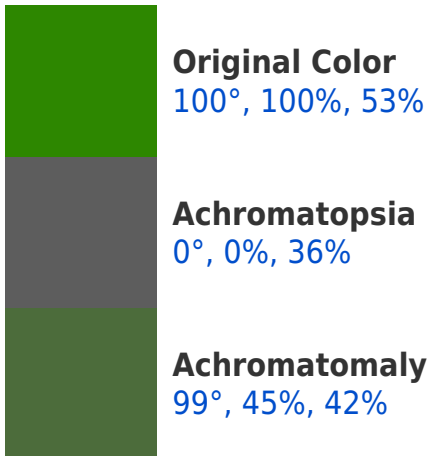 Original Color
100°, 100%, 53%
Achromatopsia
0°, 0%, 36%
Achromatomaly
99°, 45%, 42%